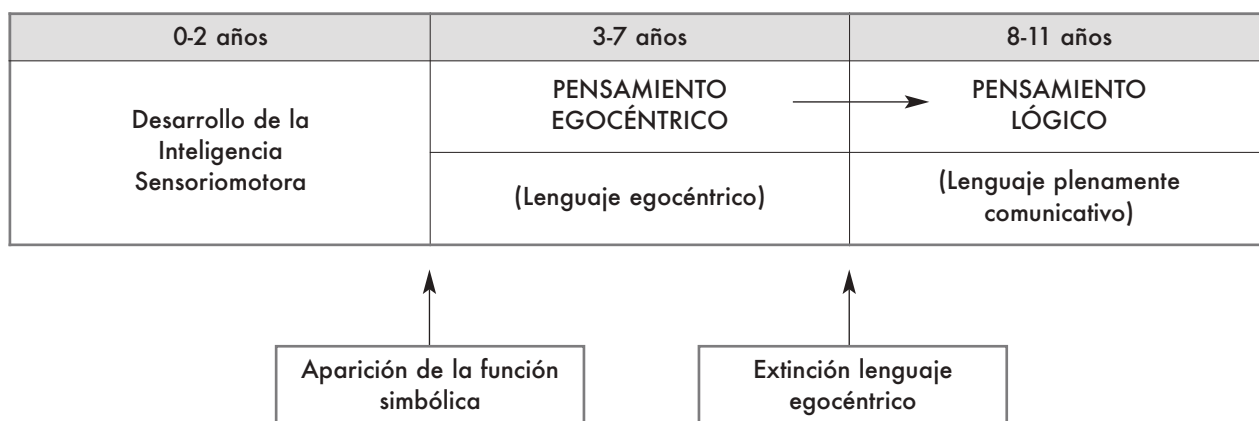 0-2 años
3-7 años
8-11 años
Desarrollo de la
Inteligencia
Sensoriomotora
PENSAMIENTO
EGOCÉNTRICO
PENSAMIENTO
LÓGICO
(Lenguaje egocéntrico)
(Lenguaje plenamente
comunicativo)
Aparición de la función
simbólica
Extinción lenguaje
egocéntrico